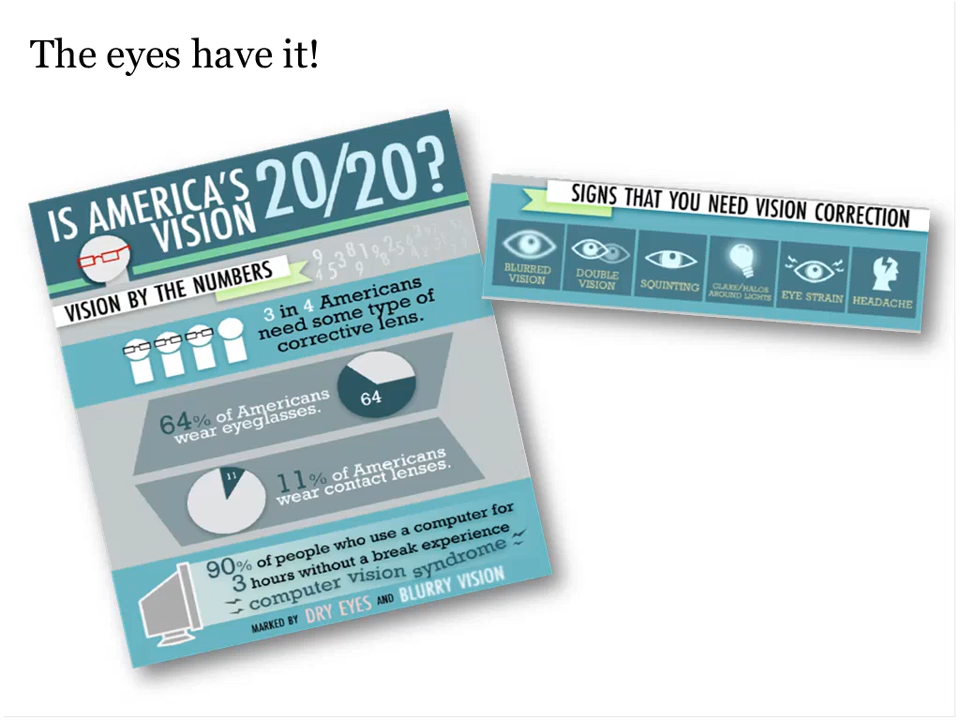 The eyes have it!
IS AMERICA'S
VISION
20/20?
VISION BY THE NUMBERS
3 in 4 Americans
need some type of
corrective lens.
64% of Americans
wear eyeglasses.
64
11
11% of Americans
wear contact lenses.
90% of people who use a computer for
3 hours without a break experience
computer vision syndrome
MARKED BY DRY EYES AND BLURRY VISION
SIGNS THAT YOU NEED VISION CORRECTION
BLURRED
VISION
DOUBLE
VISION
SQUINTING
GLARE/HALOS
AROUND LIGHTS
EYE STRAIN
HEADACHE